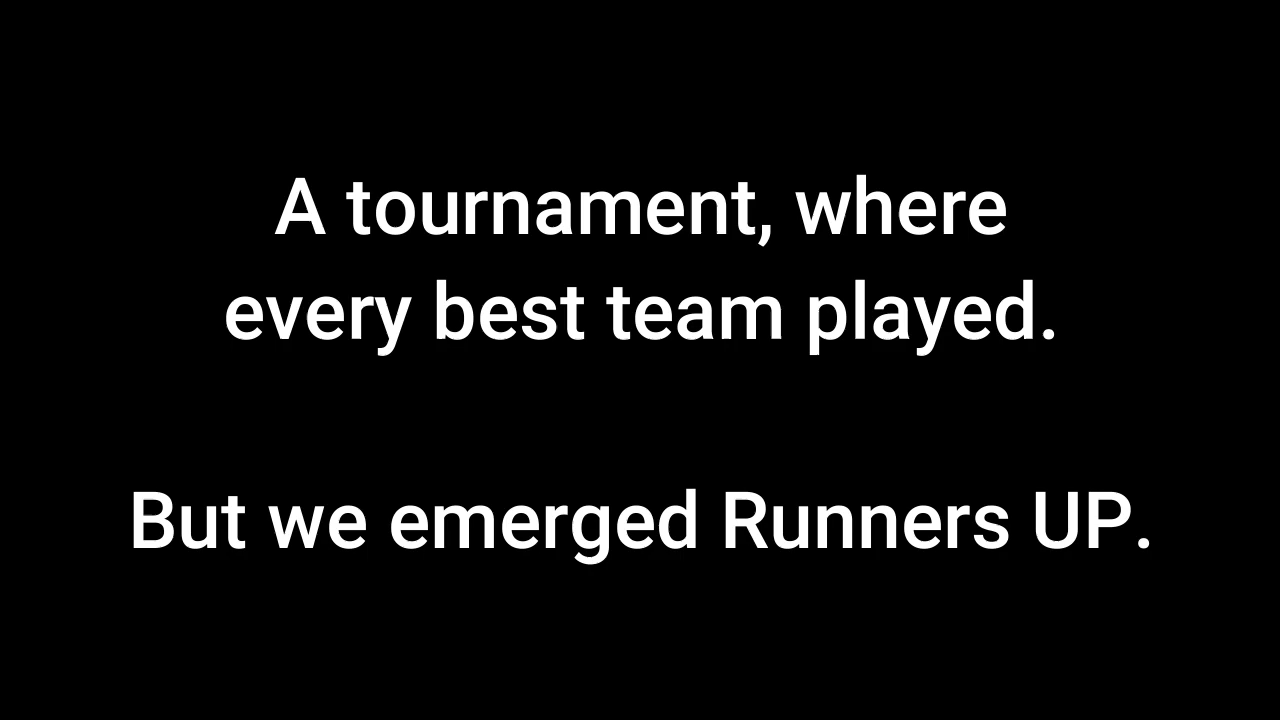 A tournament, where
every best team played.
But we emerged Runners UP.